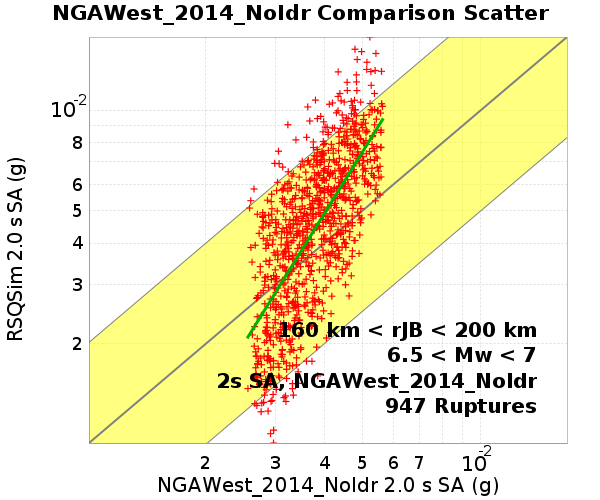 NGAWest_2014_NoIdr Comparison Scatter
RSQSim 2.0 s SA (g)
10-2
8
6
5
4
3
2
160 km < rJB < 200 km
6.5 < Mw < 7
2s SA, NGAWest_2014_NoIdr
947 Ruptures
2 3 4 5 6 7 10-2
NGAWest_2014_NoIdr 2.0 s SA (g)